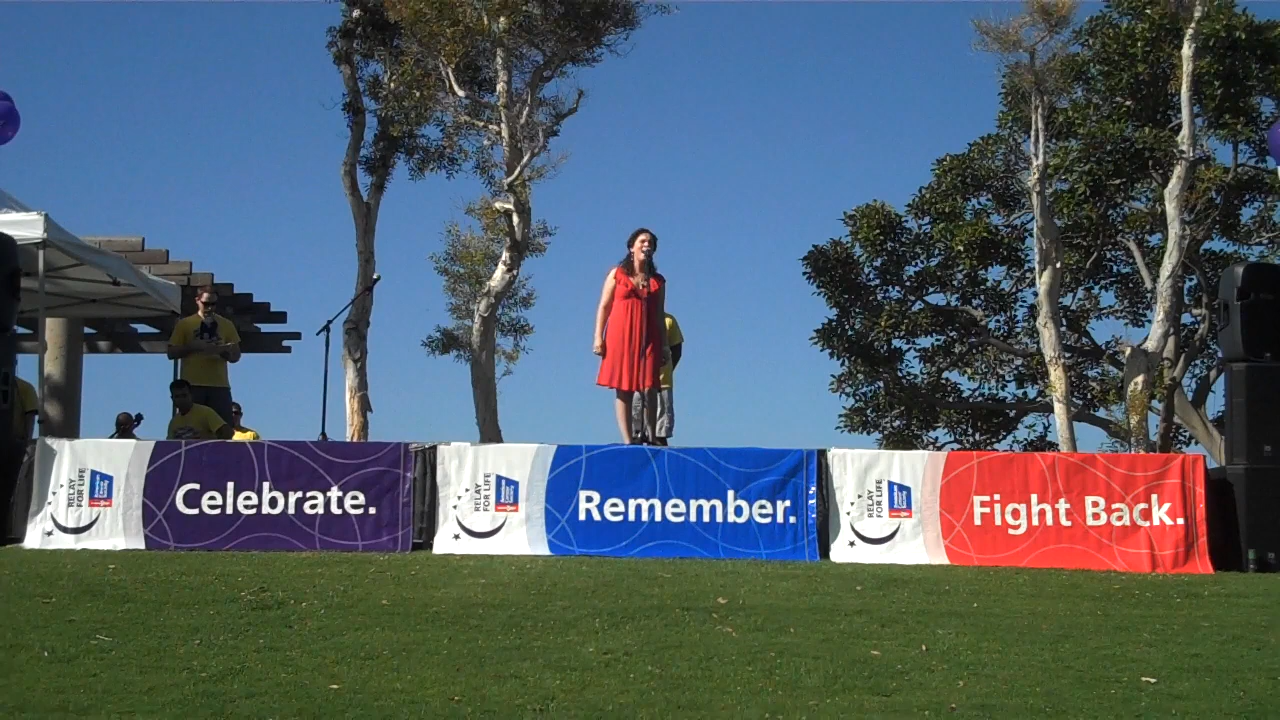 RELAY
FOR LIFE
Celebrate.
RELAY
FOR LIFE
Remember.
RELAY
FOR LIFE
Fight Back.